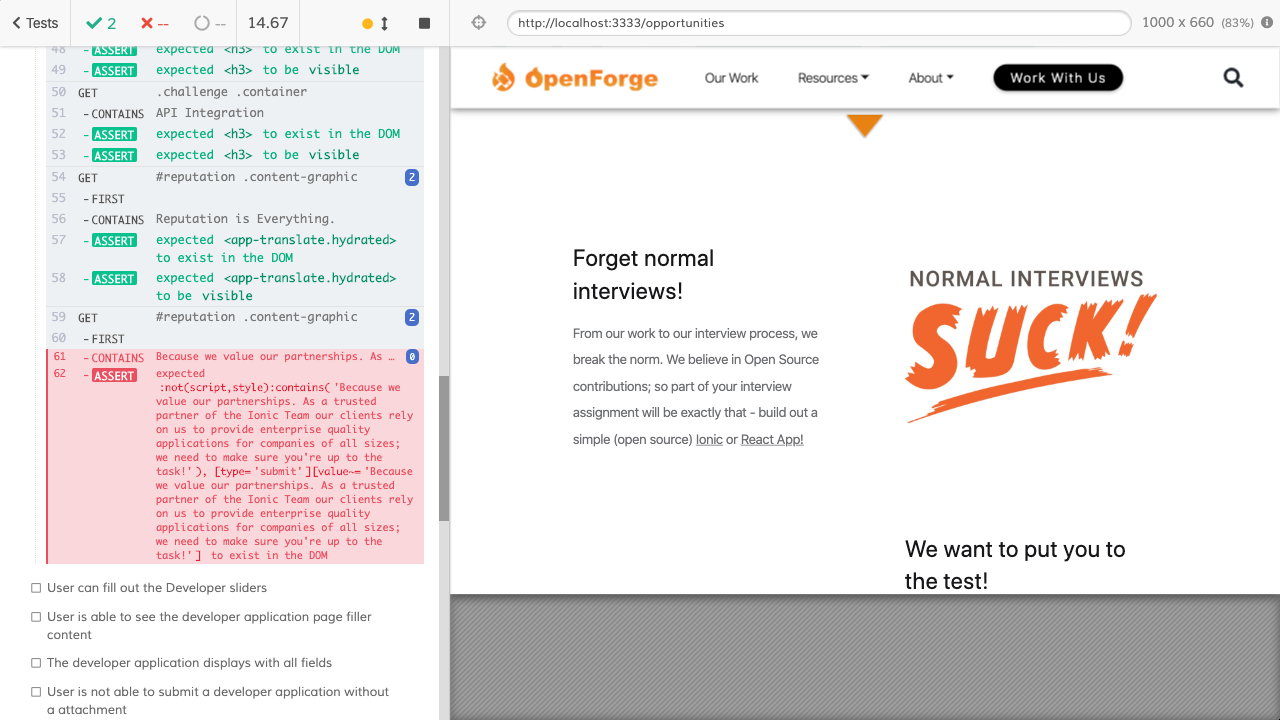 Tests
2
--
--
14.67
http://localhost:3333/opportunities
1000 x 660 (83%)
48 -ASSERT expected <h3> to exist in the DOM
49 -ASSERT expected <h3> to be visible
50 GET .challenge .container
51 -CONTAINS API Integration
52 -ASSERT expected <h3> to exist in the DOM
53 -ASSERT expected <h3> to be visible
54 GET #reputation .content-graphic 2
55 -FIRST
56 -CONTAINS Reputation is Everything.
57 -ASSERT expected <app-translate.hydrated>
to exist in the DOM
58 -ASSERT expected <app-translate.hydrated>
to be visible
59 GET #reputation .content-graphic 2
60 -FIRST
61 -CONTAINS Because we value our partnerships. As … 0
62 -ASSERT expected
:not(script,style):contains('Because we
value our partnerships. As a trusted
partner of the Ionic Team our clients rely
on us to provide enterprise quality
applications for companies of all sizes;
we need to make sure you're up to the
task!'), [type='submit'][value~='Because
we value our partnerships. As a trusted
partner of the Ionic Team our clients rely
on us to provide enterprise quality
applications for companies of all sizes;
we need to make sure you're up to the
task!'] to exist in the DOM
User can fill out the Developer sliders
User is able to see the developer application page filler
content
The developer application displays with all fields
User is not able to submit a developer application without
a attachment
OpenForge
Our Work
Resources
About
Work With Us
Forget normal
interviews!
From our work to our interview process, we
break the norm. We believe in Open Source
contributions; so part of your interview
assignment will be exactly that - build out a
simple (open source) Ionic or React App!
NORMAL INTERVIEWS
SUCK!
We want to put you to
the test!